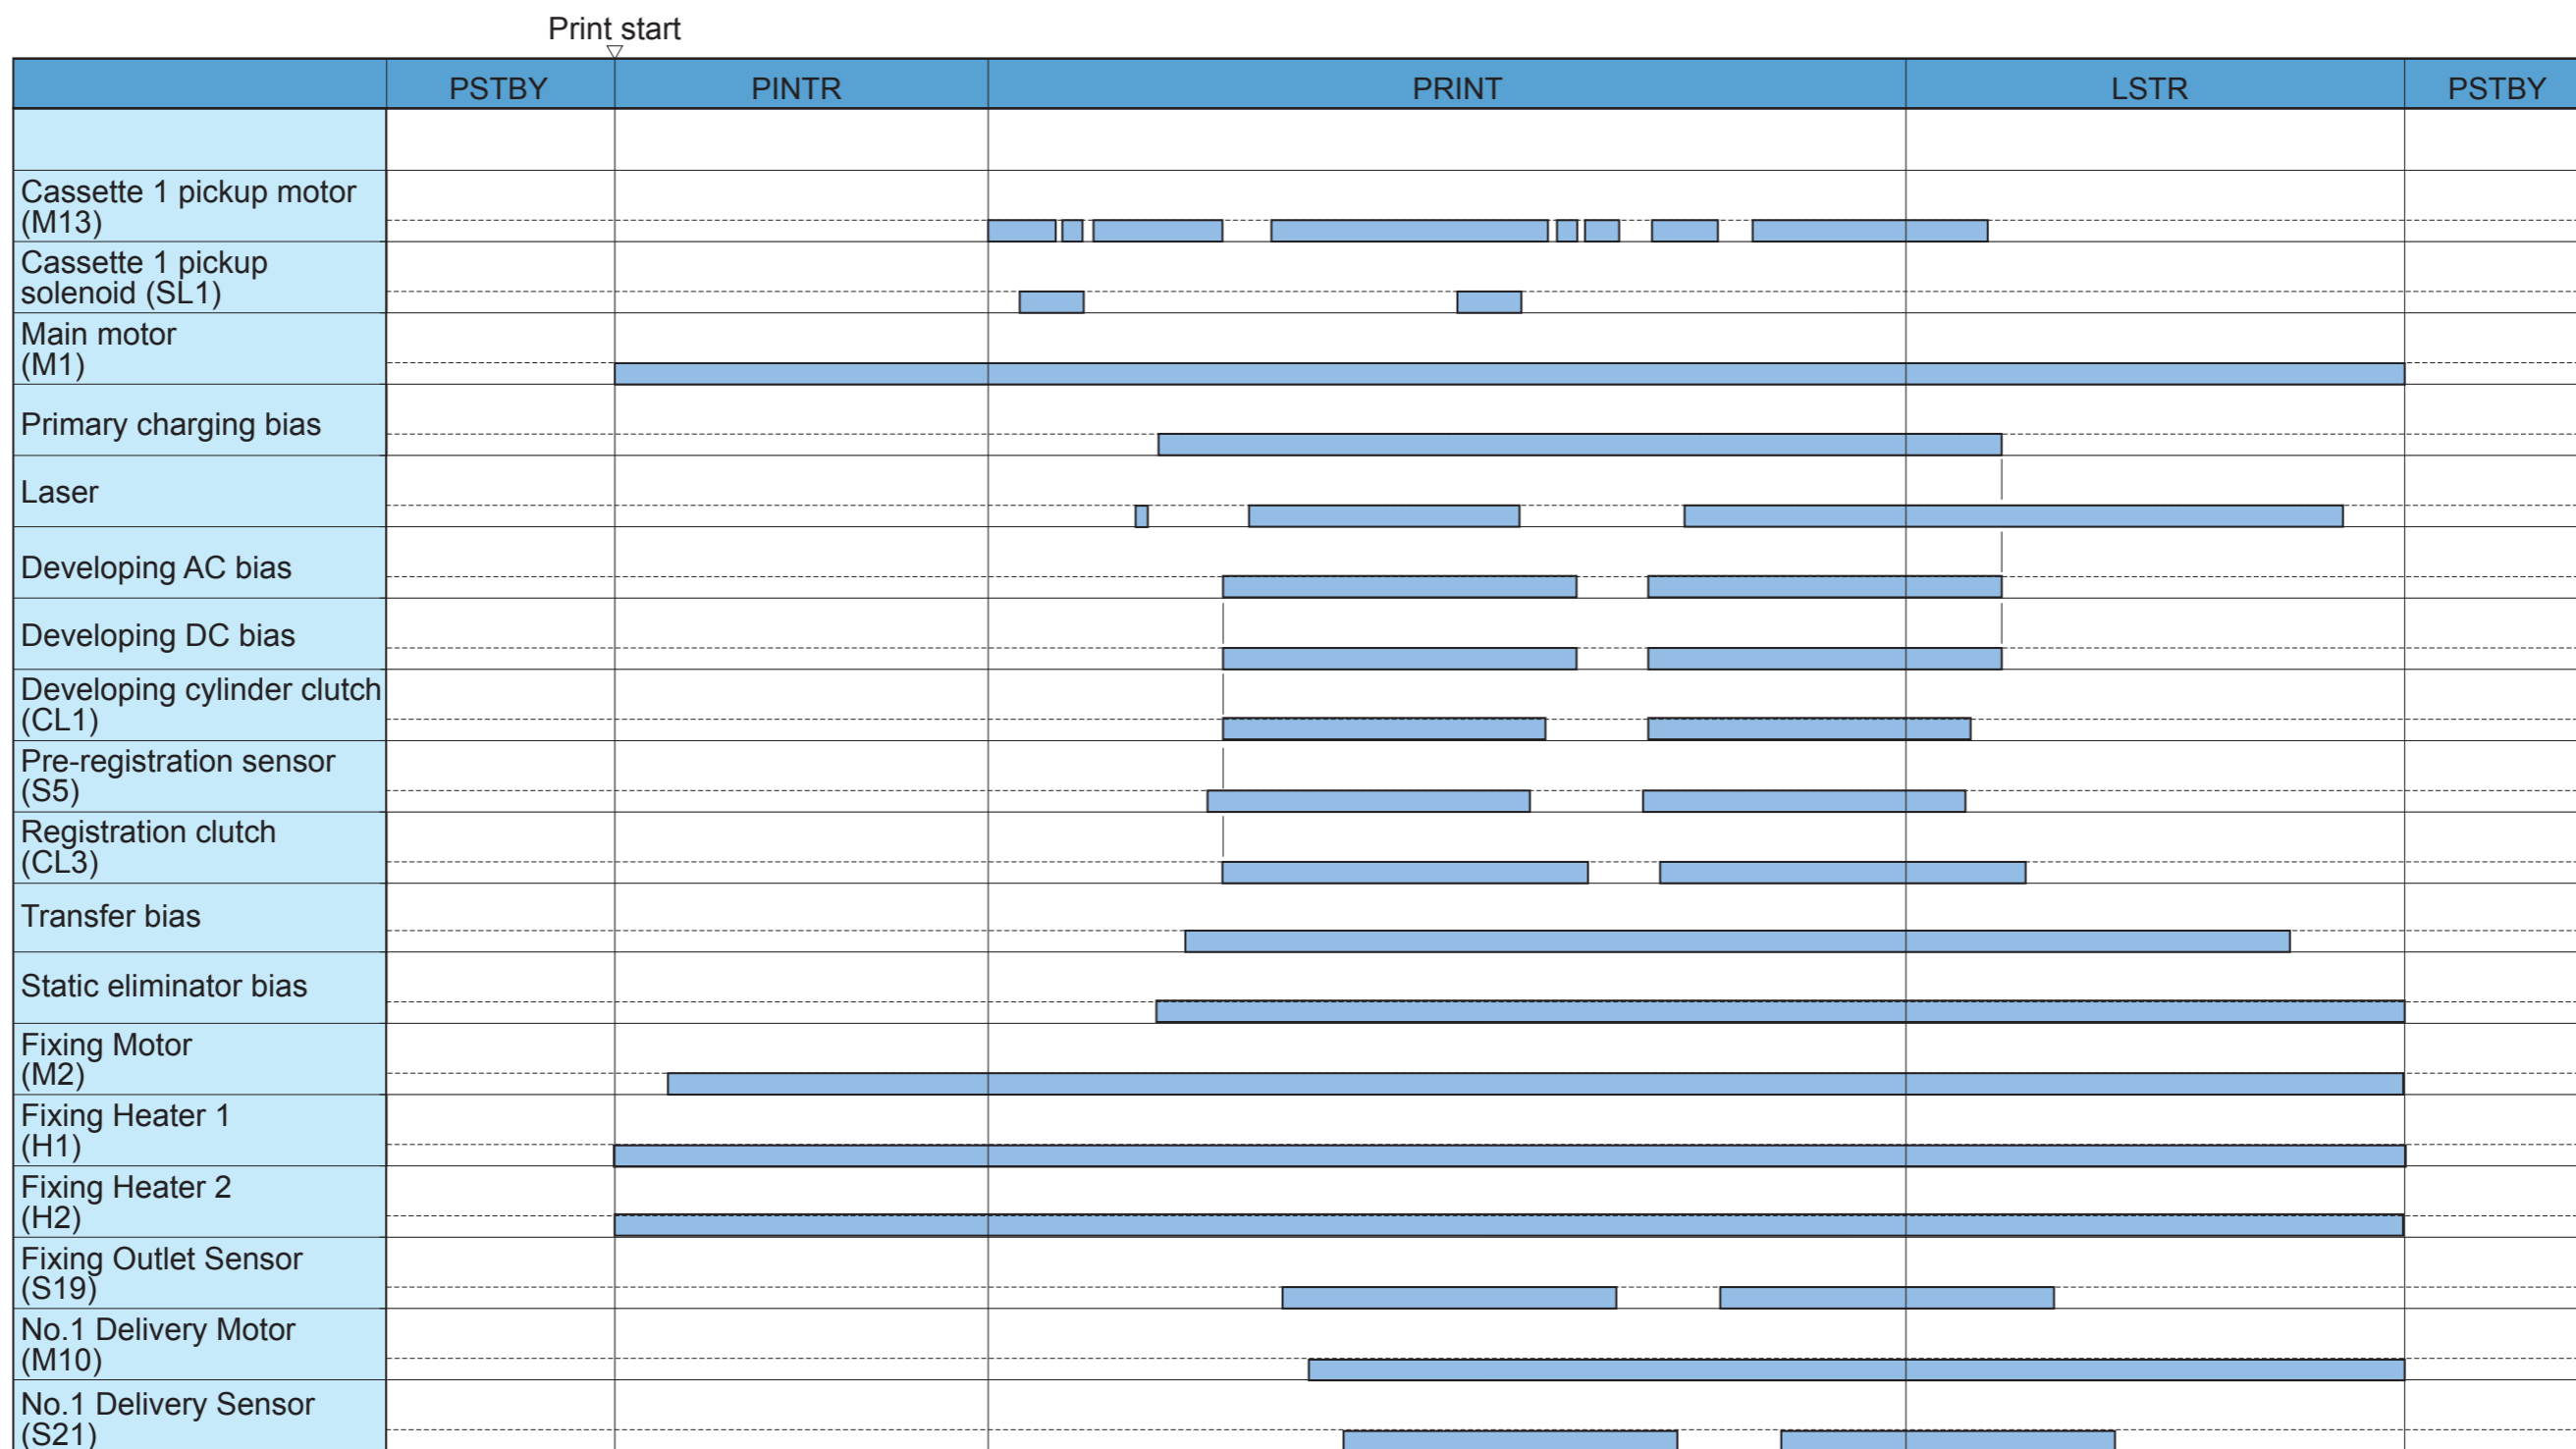 Print start
PSTBY PINTR PRINT LSTR PSTBY
Cassette 1 pickup motor
(M13)
Cassette 1 pickup
solenoid (SL1)
Main motor
(M1)
Primary charging bias
Laser
Developing AC bias
Developing DC bias
Developing cylinder clutch
(CL1)
Pre-registration sensor
(S5)
Registration clutch
(CL3)
Transfer bias
Static eliminator bias
Fixing Motor
(M2)
Fixing Heater 1
(H1)
Fixing Heater 2
(H2)
Fixing Outlet Sensor
(S19)
No.1 Delivery Motor
(M10)
No.1 Delivery Sensor
(S21)